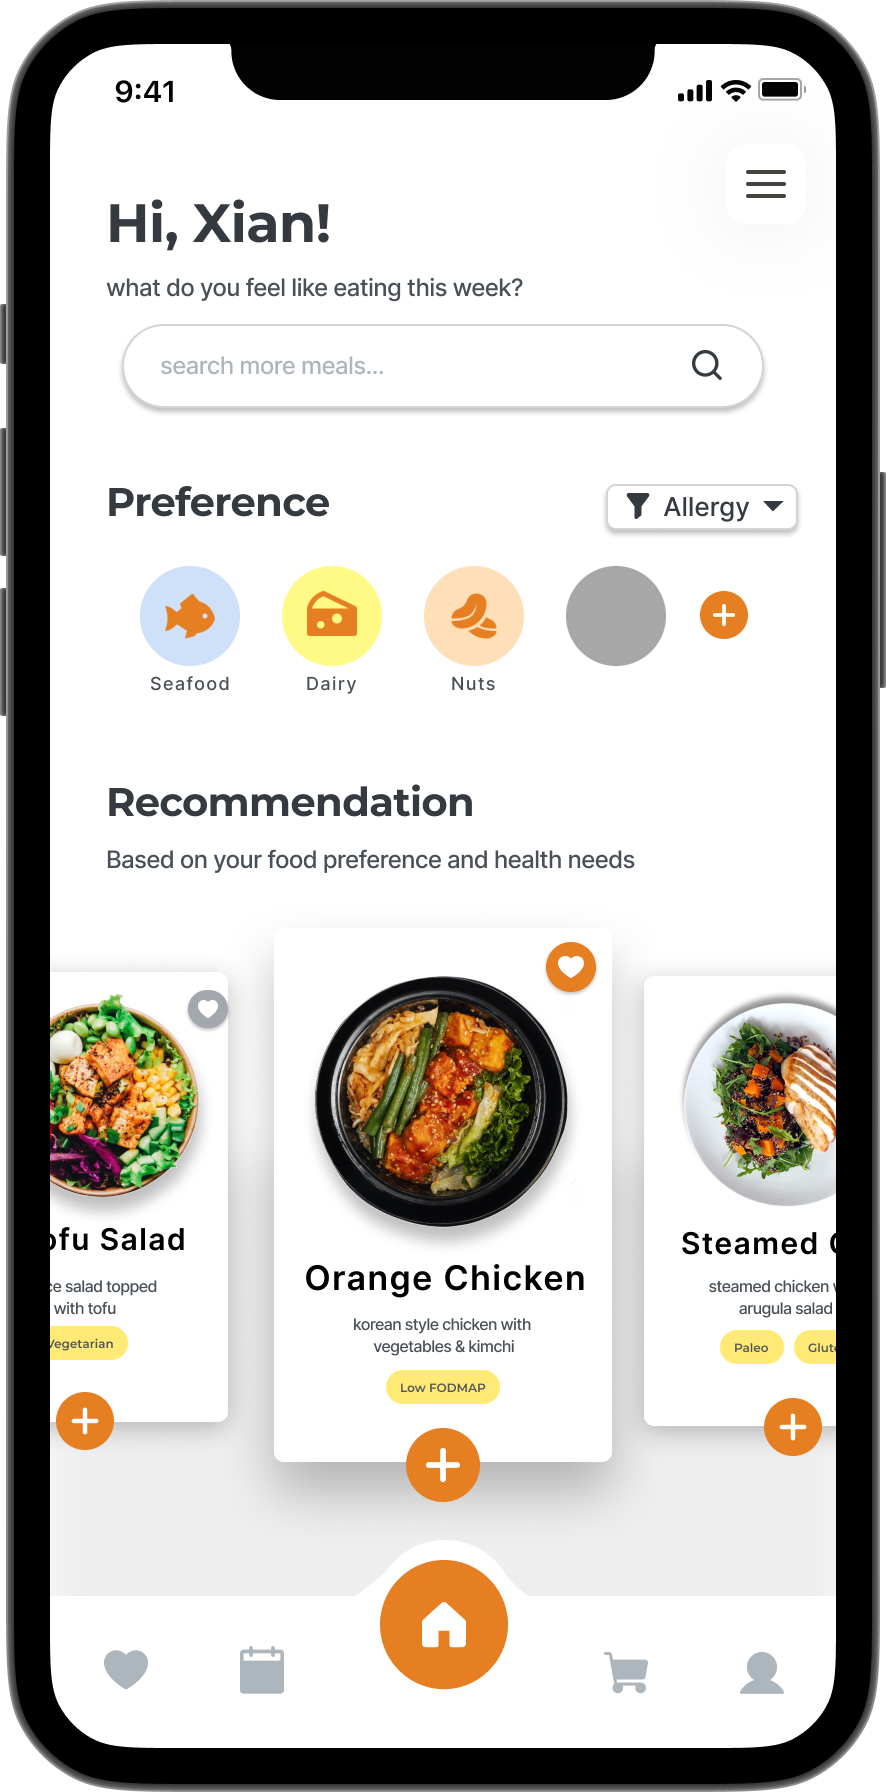 9:41
Hi, Xian!
what do you feel like eating this week?
search more meals...
Preference
Allergy
Seafood Dairy Nuts
Recommendation
Based on your food preference and health needs
ofu Salad
ce salad topped
with tofu
Vegetarian
Orange Chicken
korean style chicken with
vegetables & kimchi
Low FODMAP
Steamed
steamed chicken
arugula salad
Paleo Glut